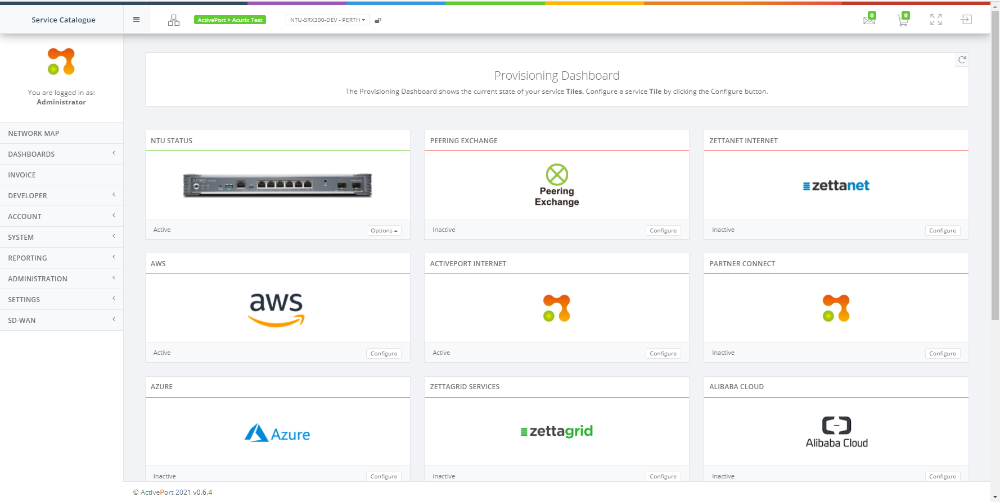 Service Catalogue
ActivePort > Acurix Test
NTU-SRX300-DEV - PERTH
0
0
You are logged in as:
Administrator
NETWORK MAP
DASHBOARDS
INVOICE
DEVELOPER
ACCOUNT
SYSTEM
REPORTING
ADMINISTRATION
SETTINGS
SD-WAN
Provisioning Dashboard
The Provisioning Dashboard shows the current state of your service Tiles. Configure a service Tile by clicking the Configure button.
NTU STATUS
Active
Options
PEERING EXCHANGE
Peering
Exchange
Inactive
Configure
ZETTANET INTERNET
zettanet
Inactive
Configure
AWS
aws
Active
Configure
ACTIVEPORT INTERNET
Active
Configure
PARTNER CONNECT
Inactive
Configure
AZURE
Azure
Inactive
Configure
ZETTAGRID SERVICES
zettagrid
Inactive
Configure
ALIBABA CLOUD
Alibaba Cloud
Inactive
Configure
© ActivePort 2021 v0.6.4